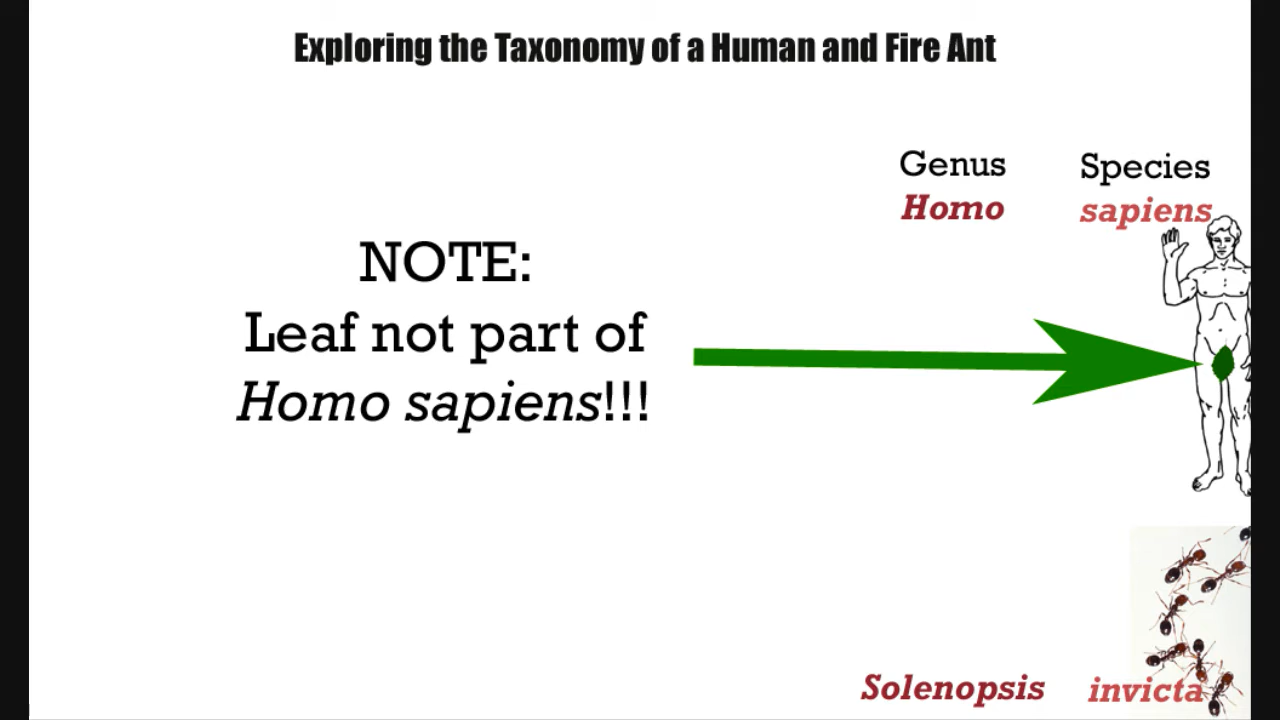 Exploring the Taxonomy of a Human and Fire Ant
Genus Species
Homo sapiens
NOTE:
Leaf not part of
Homo sapiens!!!
Solenopsis invicta